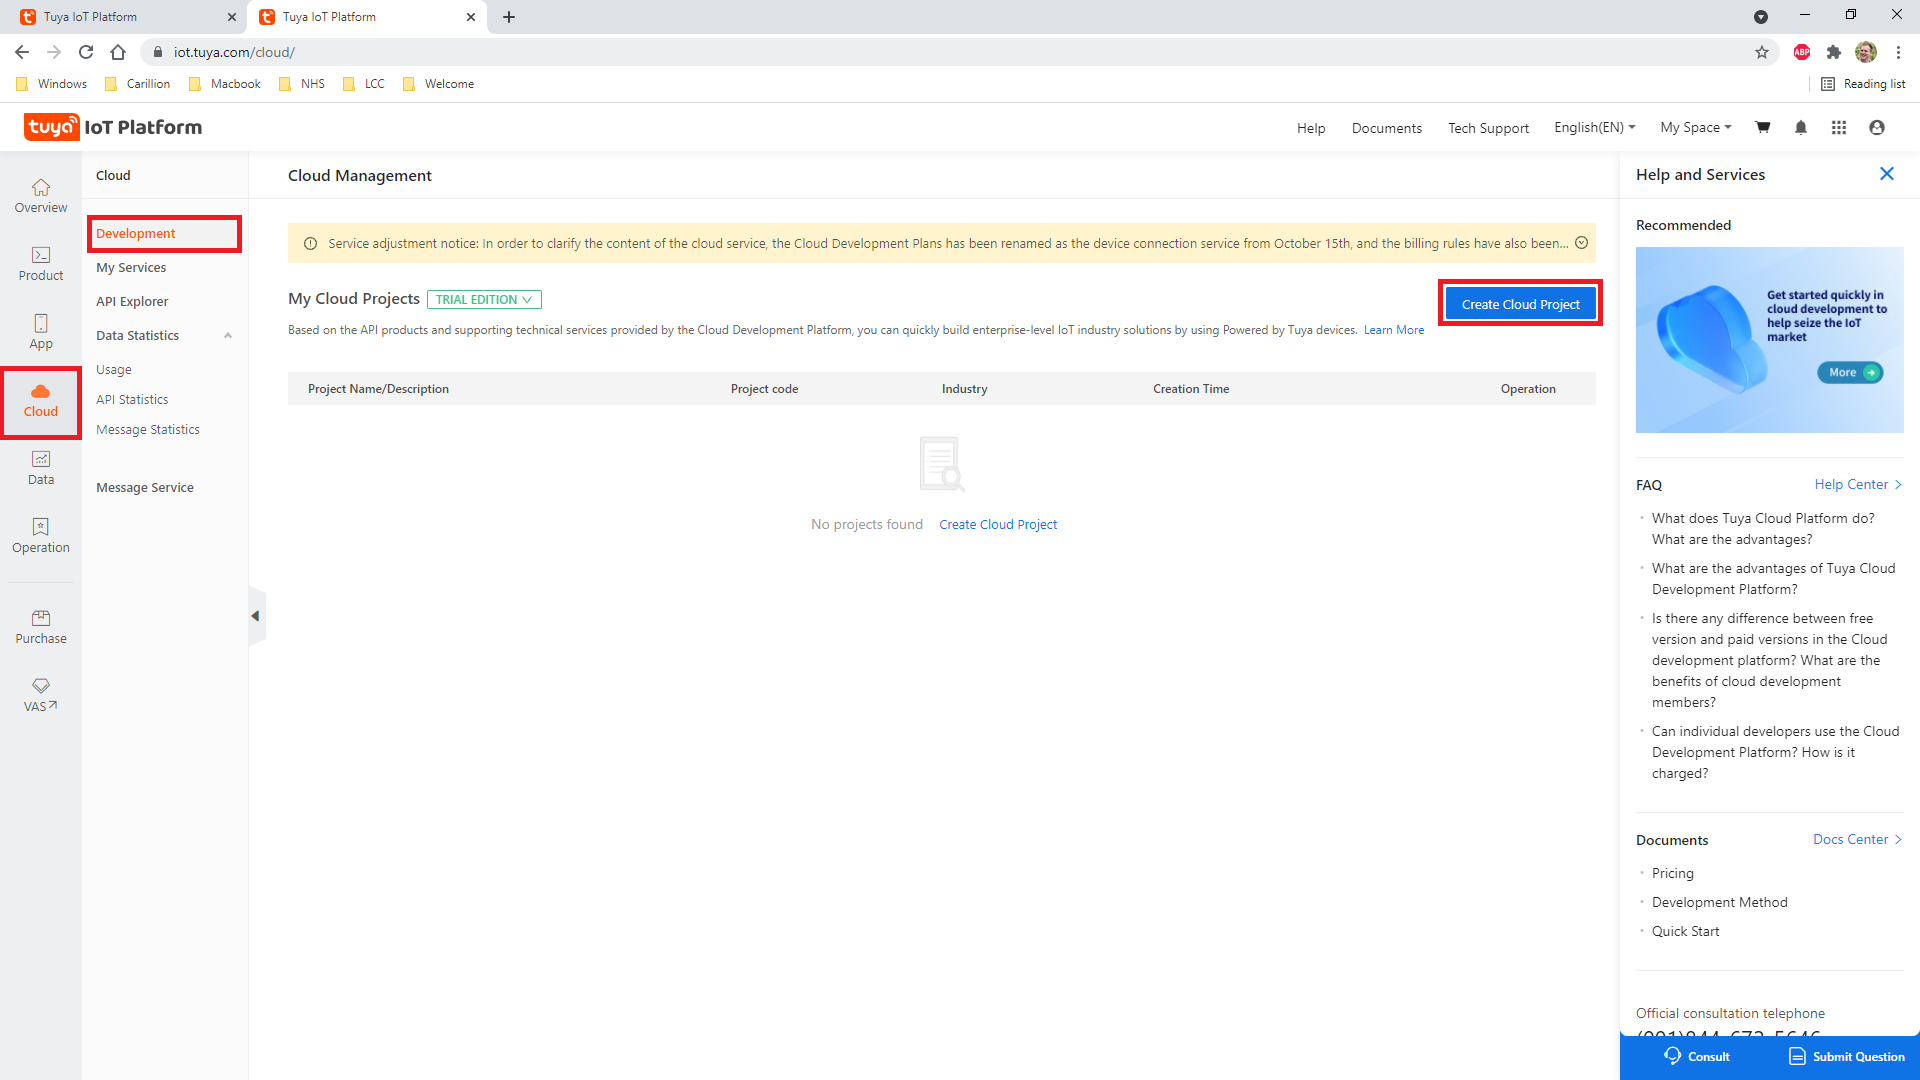 Tuya IoT Platform
Tuya IoT Platform
iot.tuya.com/cloud/
ABP
Windows
Carillion
Macbook
NHS
LCC
Welcome
Reading list
tuya IoT Platform
Help
Documents
Tech Support
English(EN)
My Space
Overview
Product
App
Cloud
Data
Operation
Purchase
VAS
Cloud
Development
My Services
API Explorer
Data Statistics
Usage
API Statistics
Message Statistics
Message Service
Cloud Management
Service adjustment notice: In order to clarify the content of the cloud service, the Cloud Development Plans has been renamed as the device connection service from October 15th, and the billing rules have also been...
My Cloud Projects
TRIAL EDITION
Create Cloud Project
Based on the API products and supporting technical services provided by the Cloud Development Platform, you can quickly build enterprise-level IoT industry solutions by using Powered by Tuya devices. Learn More
Project Name/Description
Project code
Industry
Creation Time
Operation
No projects found
Create Cloud Project
Help and Services
Recommended
Get started quickly in
cloud development to
help seize the IoT
market
More
FAQ
Help Center
What does Tuya Cloud Platform do?
What are the advantages?
What are the advantages of Tuya Cloud
Development Platform?
Is there any difference between free
version and paid versions in the Cloud
development platform? What are the
benefits of cloud development
members?
Can individual developers use the Cloud
Development Platform? How is it
charged?
Documents
Docs Center
Pricing
Development Method
Quick Start
Official consultation telephone
Consult
Submit Question